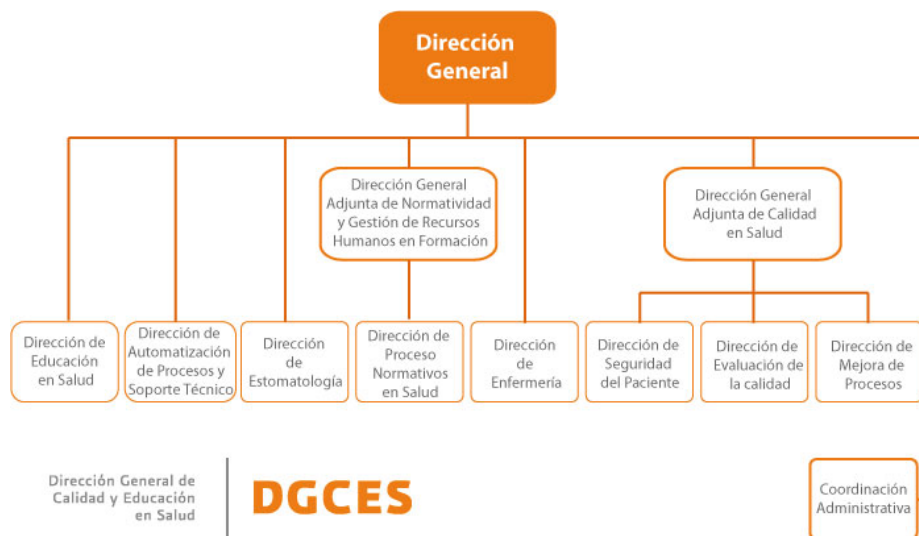 Dirección
General
Dirección General
Adjunta de Normatividad
y Gestión de Recursos
Humanos en Formación
Dirección General
Adjunta de Calidad
en Salud
Dirección de
Educación
en Salud
Dirección de
Automatización
de Procesos y
Soporte Técnico
Dirección
de
Estomatología
Dirección de
Proceso
Normativos
en Salud
Dirección
de
Enfermería
Dirección de
Seguridad
del Paciente
Dirección de
Evaluación de
la calidad
Dirección de
Mejora de
Procesos
Dirección General de
Calidad y Educación
en Salud
DGCES
Coordinación
Administrativa